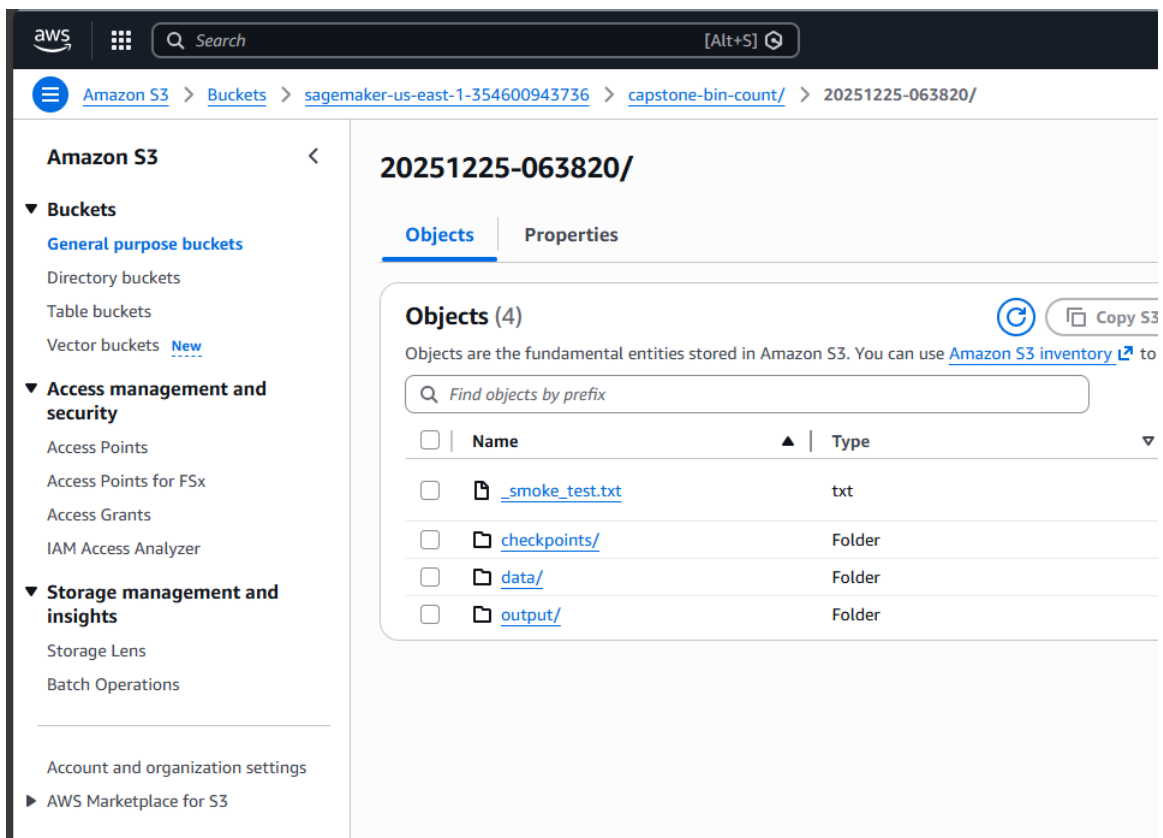 aws
Search [Alt+S]
Amazon S3 > Buckets > sagemaker-us-east-1-354600943736 > capstone-bin-count/ > 20251225-063820/
Amazon S3
Buckets
General purpose buckets
Directory buckets
Table buckets
Vector buckets New
Access management and
security
Access Points
Access Points for FSx
Access Grants
IAM Access Analyzer
Storage management and
insights
Storage Lens
Batch Operations
Account and organization settings
AWS Marketplace for S3
20251225-063820/
Objects Properties
Objects (4)
Copy S3
Objects are the fundamental entities stored in Amazon S3. You can use Amazon S3 inventory to
Find objects by prefix
Name Type
_smoke_test.txt txt
checkpoints/ Folder
data/ Folder
output/ Folder